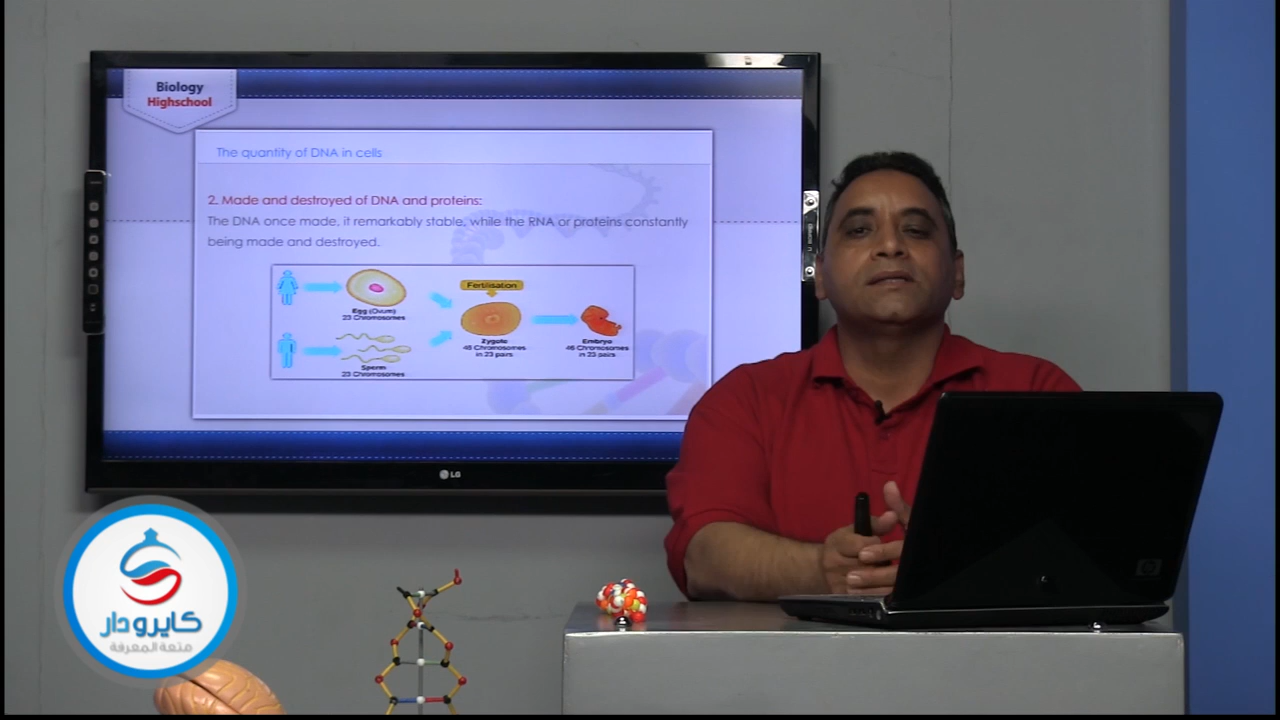 Biology
Highschool
The quantity of DNA in cells
2. Made and destroyed of DNA and proteins:
The DNA once made, it remarkably stable, while the RNA or proteins constantly
being made and destroyed.
Fertilisation
Egg (Ovum)
23 Chromosomes
Zygote
46 Chromosomes
in 23 pairs
Embryo
46 Chromosomes
in 23 pairs
Sperm
23 Chromosomes
LG
كايرودار
متعة المعرفة